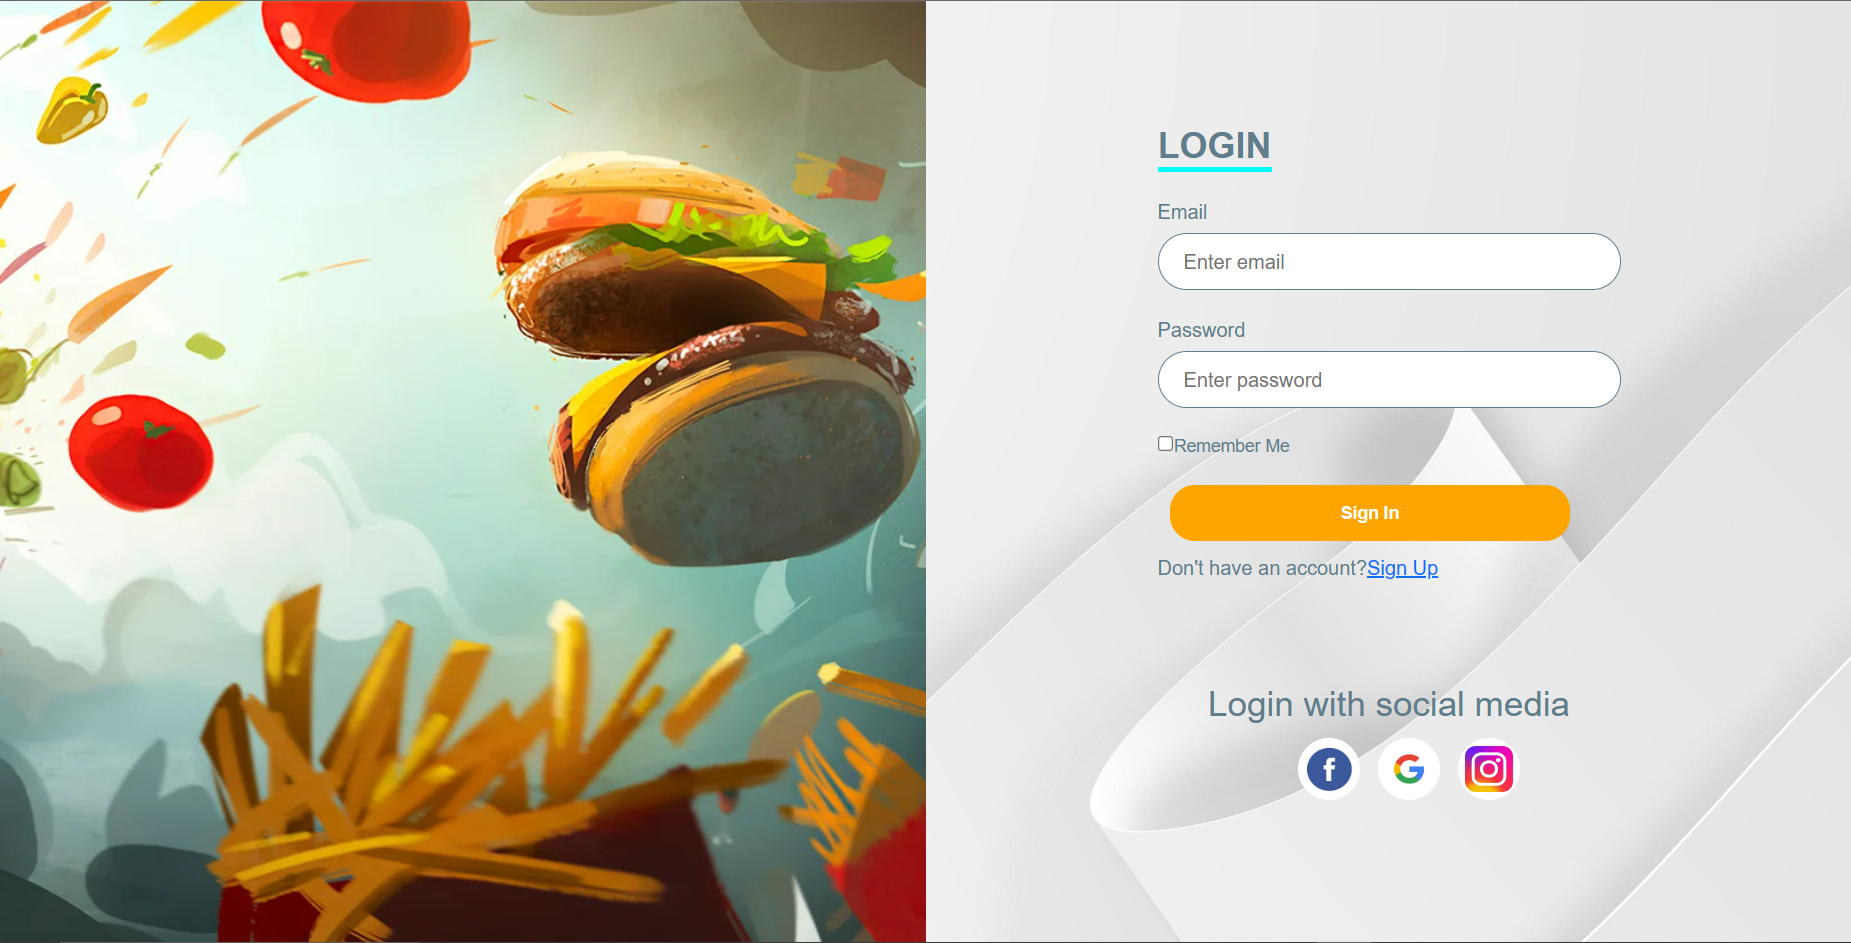 LOGIN
Email
Enter email
Password
Enter password
Remember Me
Sign In
Don't have an account?Sign Up
Login with social media